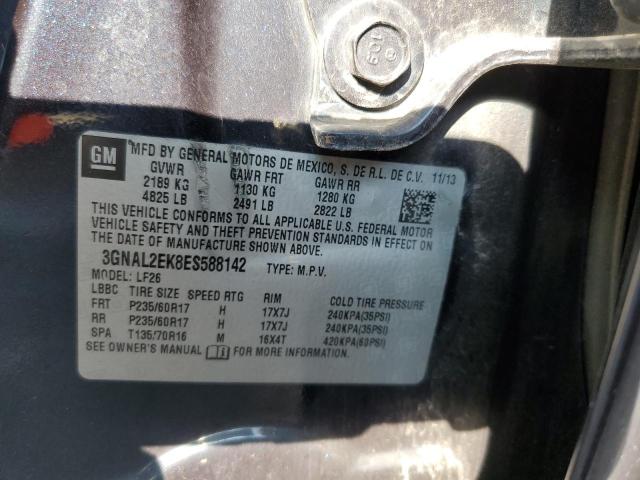 10.9
GM
MFD BY GENERAL MOTORS DE MEXICO, S. DE R.L. DE C.V. 11/13
GVWR GAWR FRT GAWR RR
2189 KG 1130 KG 1280 KG
4825 LB 2491 LB 2822 LB
THIS VEHICLE CONFORMS TO ALL APPLICABLE U.S. FEDERAL MOTOR
VEHICLE SAFETY AND THEFT PREVENTION STANDARDS IN EFFECT ON
THE DATE OF MANUFACTURE SHOWN ABOVE.
3GNAL2EK8ES588142 TYPE: M.P.V.
MODEL: LF26
LBBC TIRE SIZE SPEED RTG RIM COLD TIRE PRESSURE
FRT P235/60R17 H 17X7J 240KPA(35PSI)
RR P235/60R17 H 17X7J 240KPA(35PSI)
SPA T135/70R16 M 16X4T 420KPA(60PSI)
SEE OWNER'S MANUAL FOR MORE INFORMATION